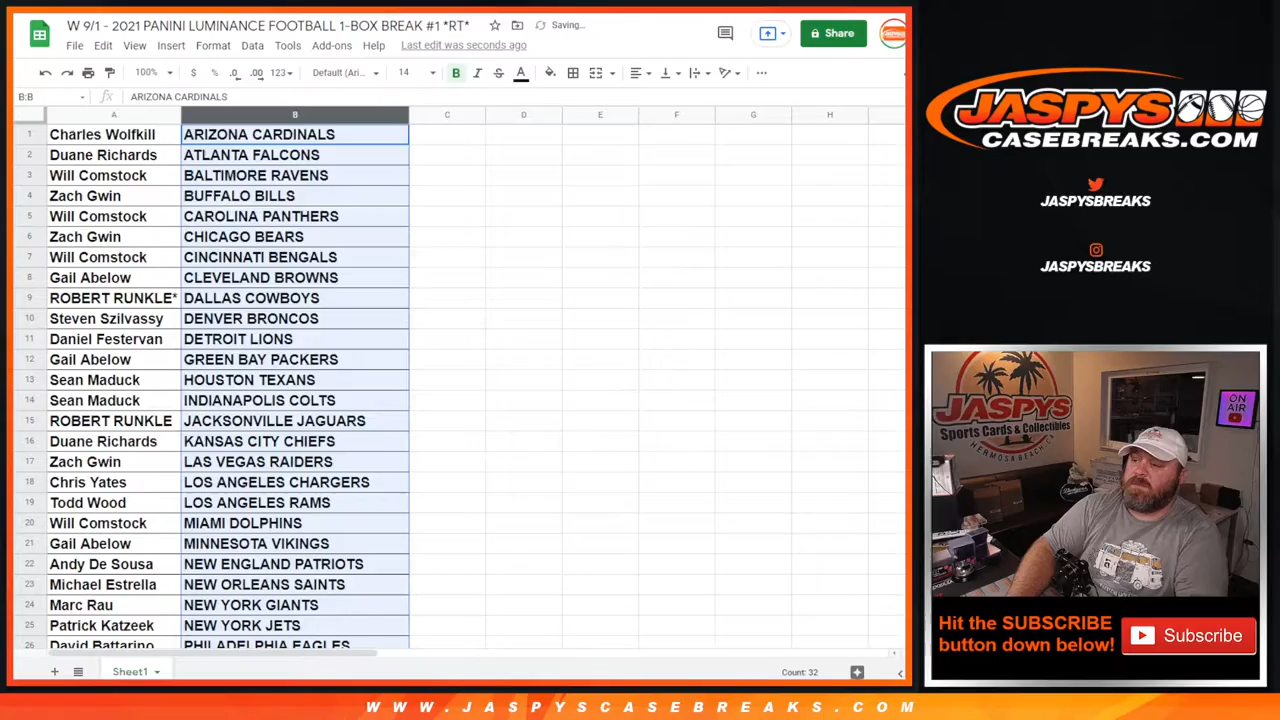 W 9/1 - 2021 PANINI LUMINANCE FOOTBALL 1-BOX BREAK #1 *RT*
Saving...
File Edit View Insert Format Data Tools Add-ons Help Last edit was seconds ago
Share
100% $ % .0 .00 123 Default (Ari... 14 B I S A
B:B fx ARIZONA CARDINALS
A B C D E F G H
1 Charles Wolfkill ARIZONA CARDINALS
2 Duane Richards ATLANTA FALCONS
3 Will Comstock BALTIMORE RAVENS
4 Zach Gwin BUFFALO BILLS
5 Will Comstock CAROLINA PANTHERS
6 Zach Gwin CHICAGO BEARS
7 Will Comstock CINCINNATI BENGALS
8 Gail Abelow CLEVELAND BROWNS
9 ROBERT RUNKLE* DALLAS COWBOYS
10 Steven Szilvassy DENVER BRONCOS
11 Daniel Festervan DETROIT LIONS
12 Gail Abelow GREEN BAY PACKERS
13 Sean Maduck HOUSTON TEXANS
14 Sean Maduck INDIANAPOLIS COLTS
15 ROBERT RUNKLE JACKSONVILLE JAGUARS
16 Duane Richards KANSAS CITY CHIEFS
17 Zach Gwin LAS VEGAS RAIDERS
18 Chris Yates LOS ANGELES CHARGERS
19 Todd Wood LOS ANGELES RAMS
20 Will Comstock MIAMI DOLPHINS
21 Gail Abelow MINNESOTA VIKINGS
22 Andy De Sousa NEW ENGLAND PATRIOTS
23 Michael Estrella NEW ORLEANS SAINTS
24 Marc Rau NEW YORK GIANTS
25 Patrick Katzeek NEW YORK JETS
26 David Battarino PHILADELPHIA EAGLES
Sheet1
Count: 32
JASPYS
CASEBREAKS.COM
JASPYSBREAKS
JASPYSBREAKS
JASPYS
Sports Cards & Collectibles
HERMOSA BEACH, CA
ON AIR
Hit the SUBSCRIBE
button down below!
Subscribe
WWW.JASPYSCASEBREAKS.COM